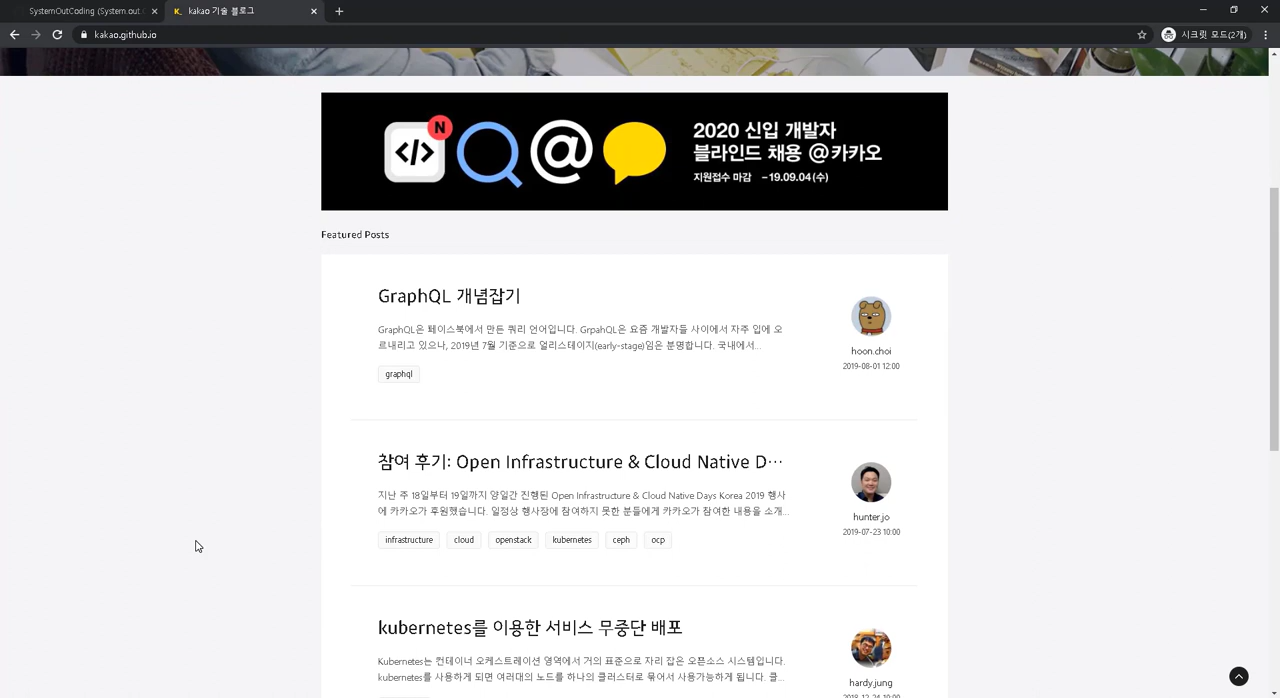 SystemOutCoding (System.out.
kakao 기술 블로그
kakao.github.io
시크릿 모드(2개)
N
</>
@
2020 신입 개발자
블라인드 채용 @카카오
지원접수 마감 ~19.09.04(수)
Featured Posts
GraphQL 개념잡기
GraphQL은 페이스북에서 만든 쿼리 언어입니다. GrpahQL은 요즘 개발자들 사이에서 자주 입에 오
르내리고 있으나, 2019년 7월 기준으로 얼리스테이지(early-stage)임은 분명합니다. 국내에서...
graphql
hoon.choi
2019-08-01 12:00
참여 후기: Open Infrastructure & Cloud Native D···
지난 주 18일부터 19일까지 양일간 진행된 Open Infrastructure & Cloud Native Days Korea 2019 행사
에 카카오가 후원했습니다. 일정상 행사장에 참여하지 못한 분들에게 카카오가 참여한 내용을 소개...
infrastructure cloud openstack kubernetes ceph ocp
hunter.jo
2019-07-23 10:00
kubernetes를 이용한 서비스 무중단 배포
Kubernetes는 컨테이너 오케스트레이션 영역에서 거의 표준으로 자리 잡은 오픈소스 시스템입니다.
kubernetes를 사용하게 되면 여러대의 노드를 하나의 클러스터로 묶어서 사용가능하게 됩니다. 클...
hardy.jung
2018-12-24 10:00